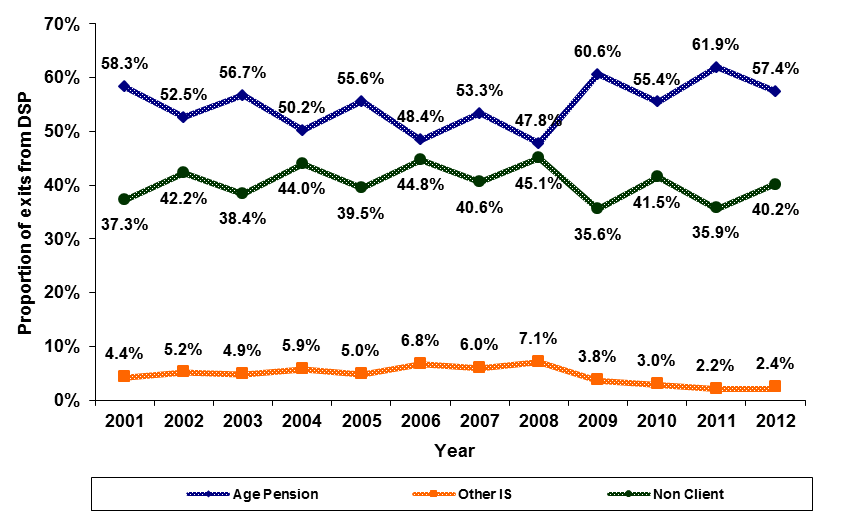 70%
60%
50%
40%
30%
20%
10%
0%
Proportion of exits from DSP
58.3% 52.5% 56.7% 50.2% 55.6% 48.4% 53.3% 47.8% 60.6% 55.4% 61.9% 57.4%
37.3% 42.2% 38.4% 44.0% 39.5% 44.8% 40.6% 45.1% 35.6% 41.5% 35.9% 40.2%
4.4% 5.2% 4.9% 5.9% 5.0% 6.8% 6.0% 7.1% 3.8% 3.0% 2.2% 2.4%
2001 2002 2003 2004 2005 2006 2007 2008 2009 2010 2011 2012
Year
Age Pension Other IS Non Client